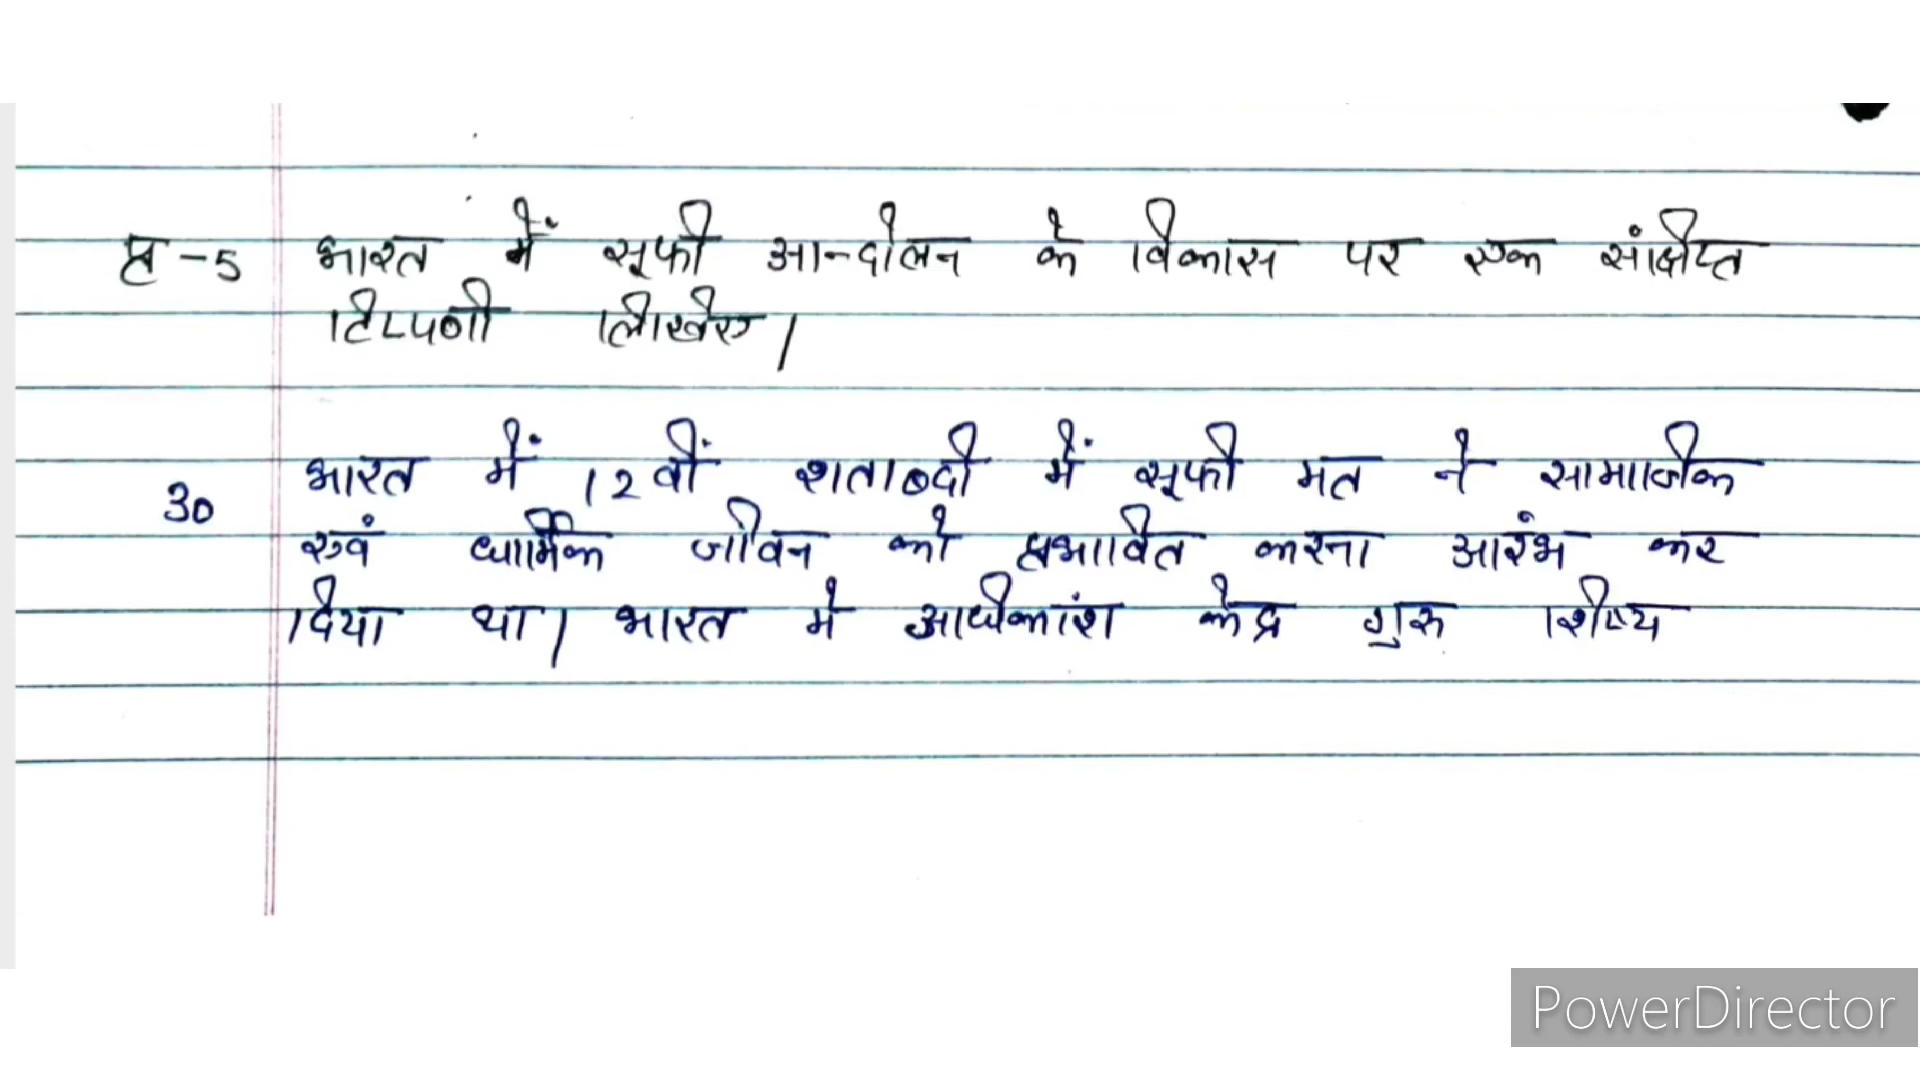 प्र-5 भारत में सूफी आन्दोलन के विकास पर एक संक्षिप्त
टिप्पणी लिखिए।
उ० भारत में 12वीं शताब्दी में सूफी मत ने सामाजिक
एवं धार्मिक जीवन को प्रभावित करना आरंभ कर
दिया था। भारत मे अधिकांश केंद्र गुरु शिष्य
PowerDirector